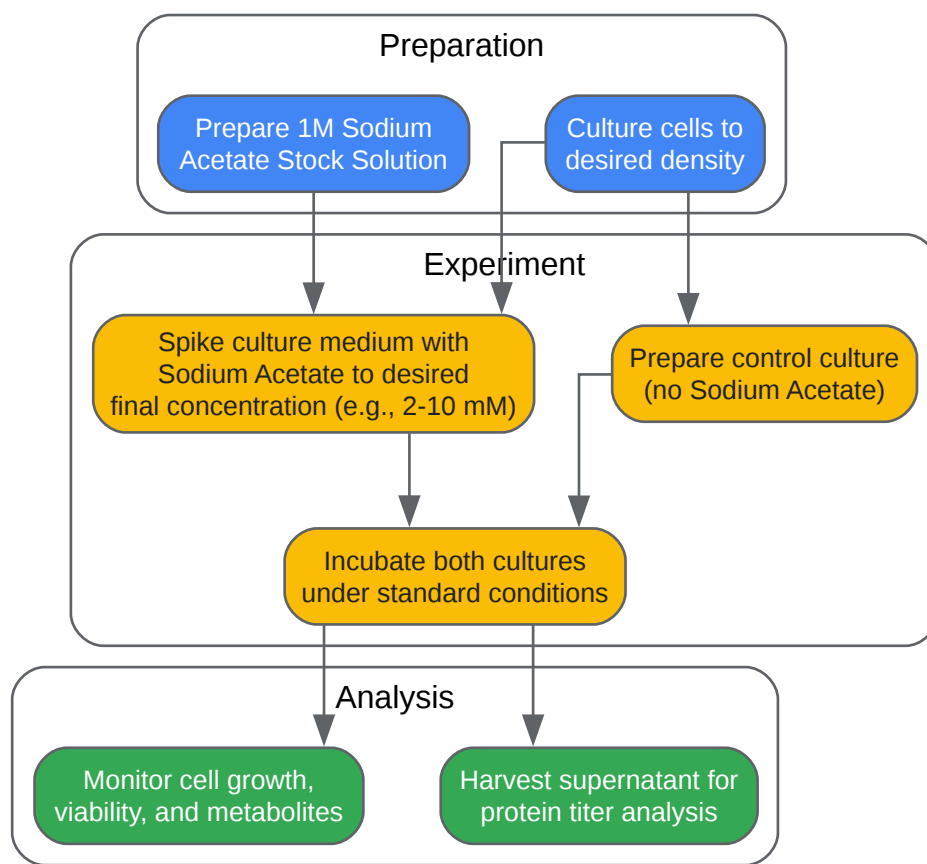 Preparation
Prepare 1M Sodium
Acetate Stock Solution
Culture cells to
desired density
Experiment
Spike culture medium with
Sodium Acetate to desired
final concentration (e.g., 2-10 mM)
Prepare control culture
(no Sodium Acetate)
Incubate both cultures
under standard conditions
Analysis
Monitor cell growth,
viability, and metabolites
Harvest supernatant for
protein titer analysis